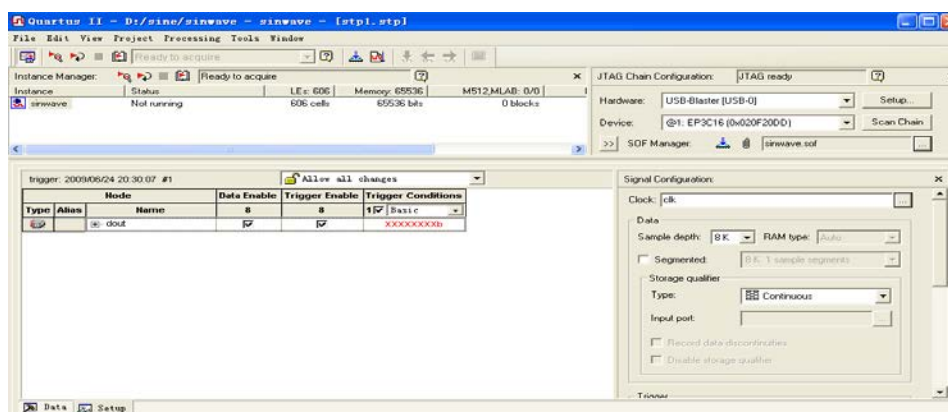 Quartus II - D:/sine/sinwave - sinwave - [stp1.stp]
File Edit View Project Processing Tools Window
Ready to acquire
Instance Manager: Ready to acquire
JTAG Chain Configuration: JTAG ready
Instance Status LEs: 606 Memory: 65536 M512,MLAB: 0/0
sinwave Not running 606 cells 65536 bits 0 blocks
Hardware: USB-Blaster [USB-0] Setup...
Device: @1: EP3C16 (0x020F20DD) Scan Chain
>> SOF Manager: sinwave.sof ...
trigger: 2009/06/24 20:30:07 #1 Allow all changes
Node Data Enable Trigger Enable Trigger Conditions
Type Alias Name 8 8 1 Basic
dout XXXXXXXXb
Signal Configuration:
Clock: clk ...
Data
Sample depth: 8 K RAM type: Auto
Segmented: 8 K 1 sample segments
Storage qualifier
Type: Continuous
Input port: ...
Record data discontinuities
Disable storage qualifier
Trigger
Data Setup